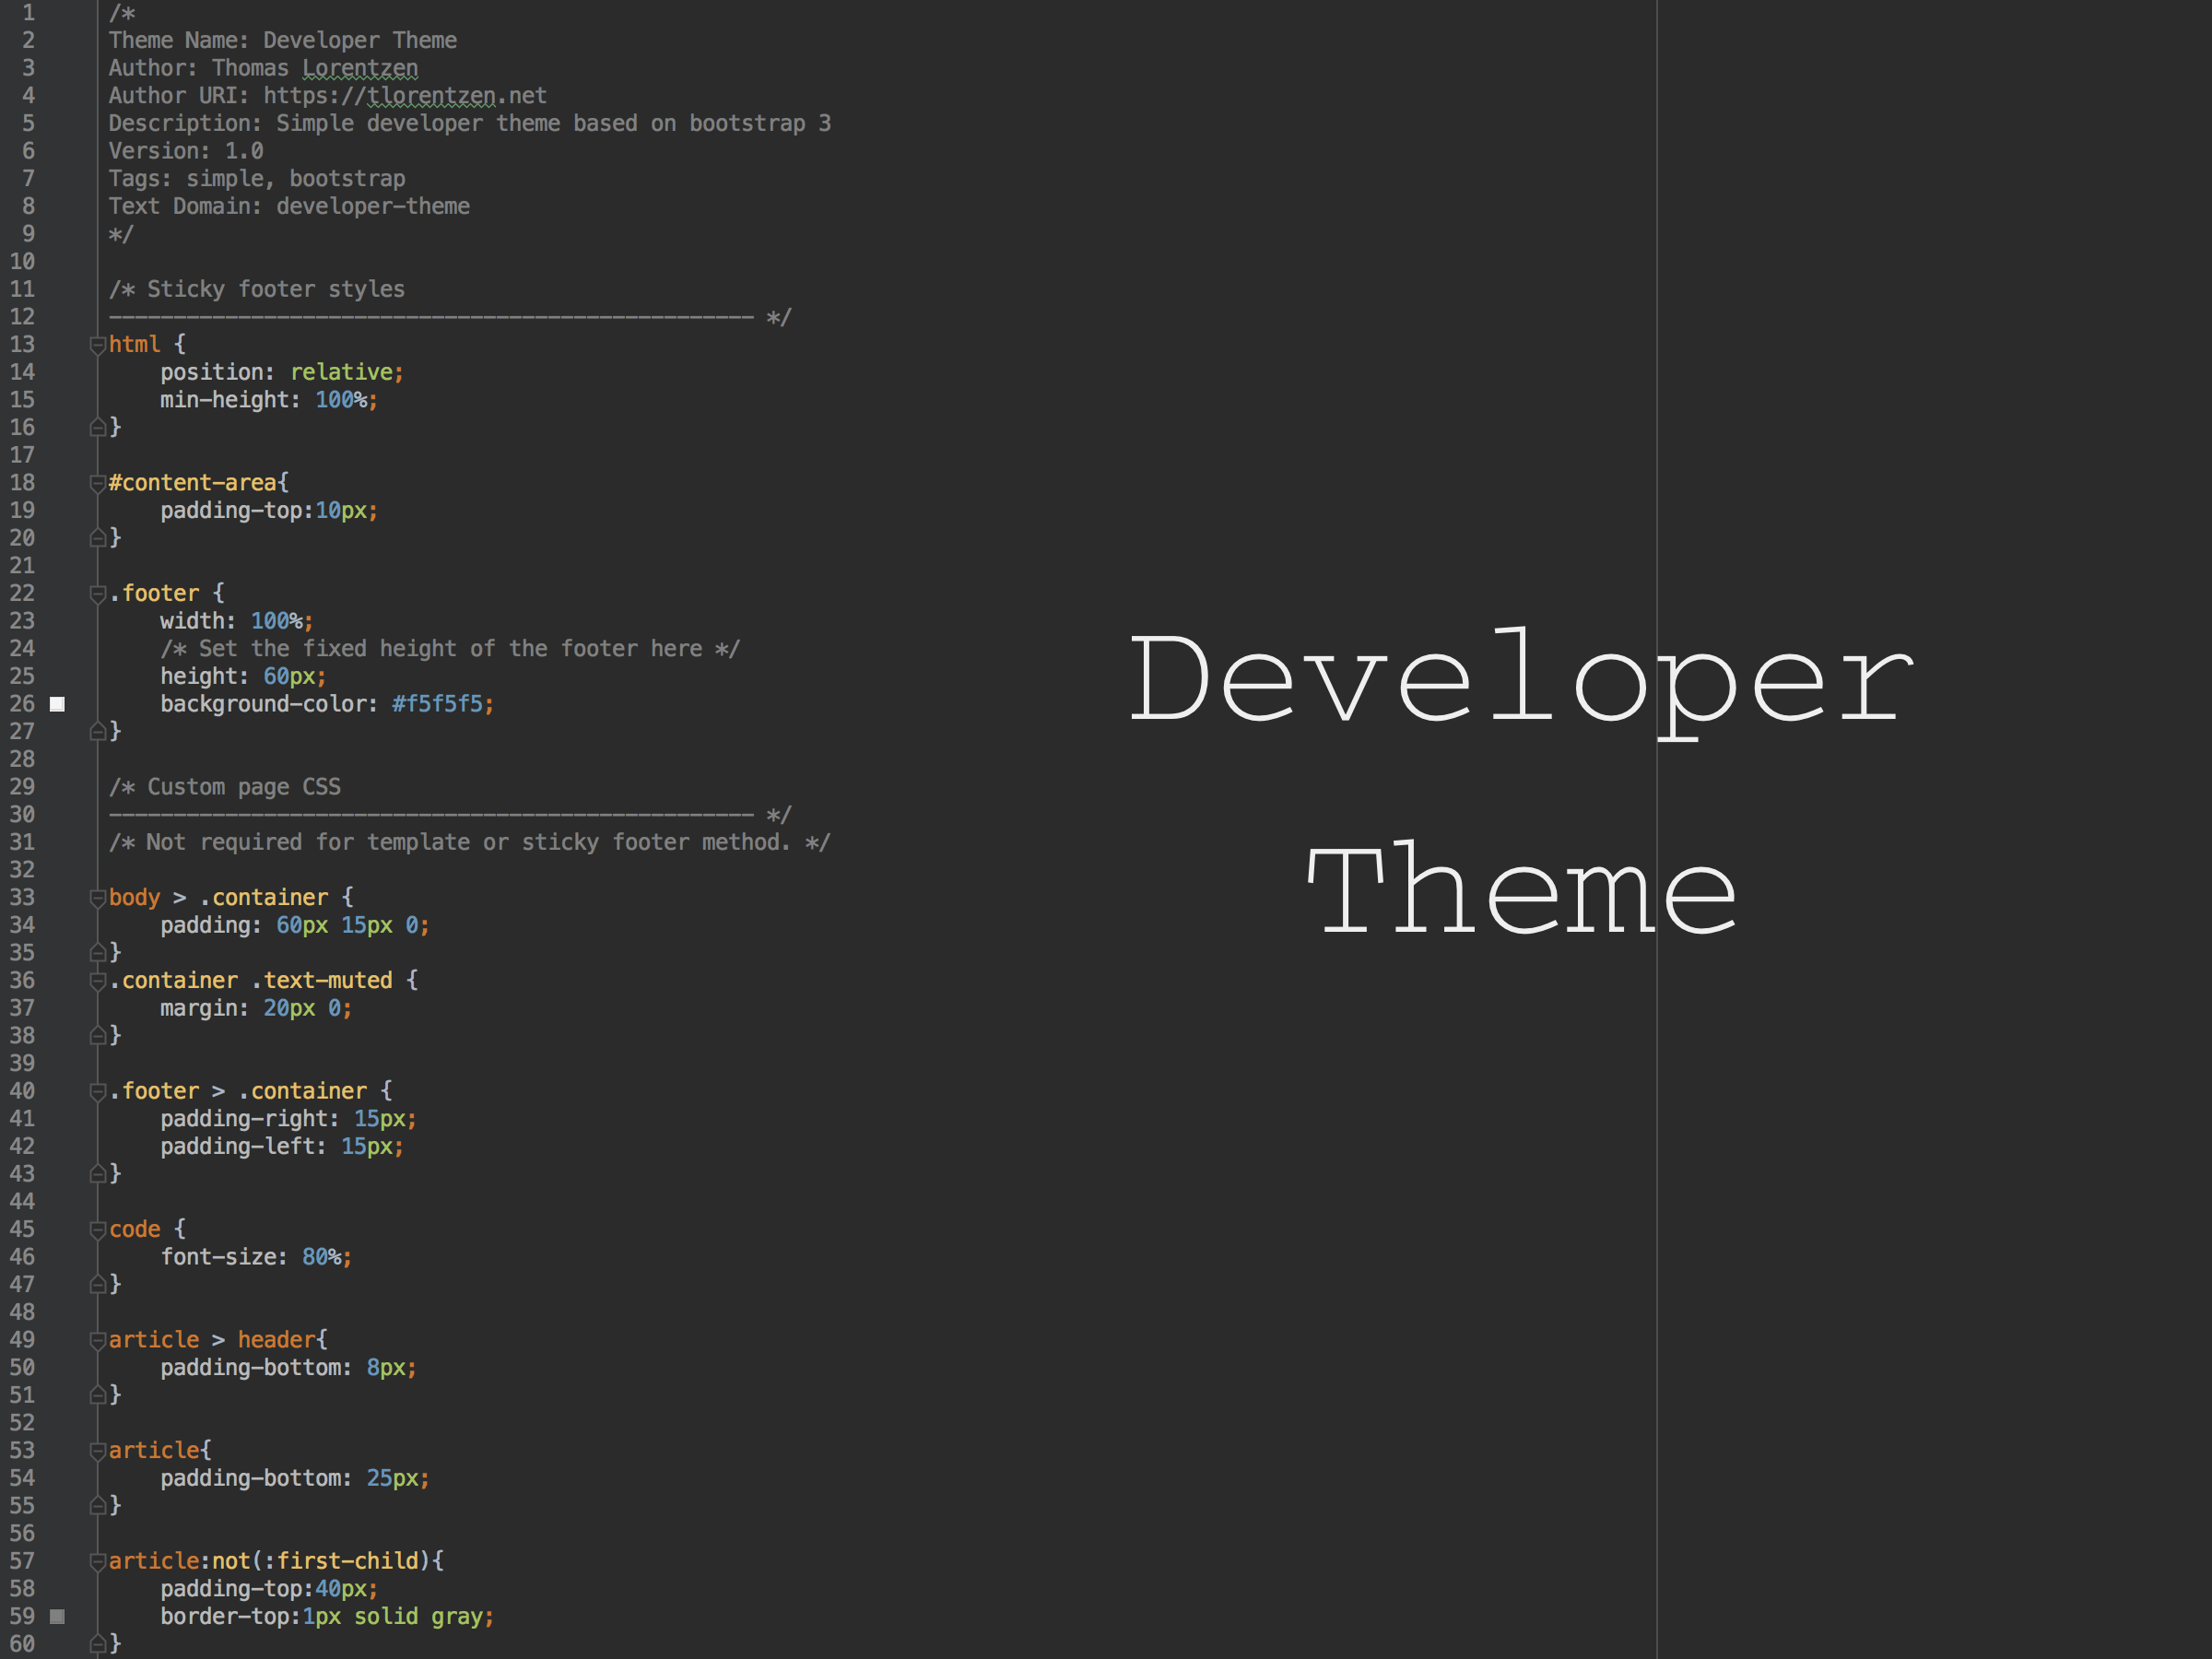 1 /*
2 Theme Name: Developer Theme
3 Author: Thomas Lorentzen
4 Author URI: https://tlorentzen.net
5 Description: Simple developer theme based on bootstrap 3
6 Version: 1.0
7 Tags: simple, bootstrap
8 Text Domain: developer-theme
9 */
10
11 /* Sticky footer styles
12 -------------------------------------------------- */
13 html {
14     position: relative;
15     min-height: 100%;
16 }
17
18 #content-area{
19     padding-top:10px;
20 }
21
22 .footer {
23     width: 100%;
24     /* Set the fixed height of the footer here */
25     height: 60px;
26     background-color: #f5f5f5;
27 }
28
29 /* Custom page CSS
30 -------------------------------------------------- */
31 /* Not required for template or sticky footer method. */
32
33 body > .container {
34     padding: 60px 15px 0;
35 }
36 .container .text-muted {
37     margin: 20px 0;
38 }
39
40 .footer > .container {
41     padding-right: 15px;
42     padding-left: 15px;
43 }
44
45 code {
46     font-size: 80%;
47 }
48
49 article > header{
50     padding-bottom: 8px;
51 }
52
53 article{
54     padding-bottom: 25px;
55 }
56
57 article:not(:first-child){
58     padding-top:40px;
59     border-top:1px solid gray;
60 }
Developer
Theme